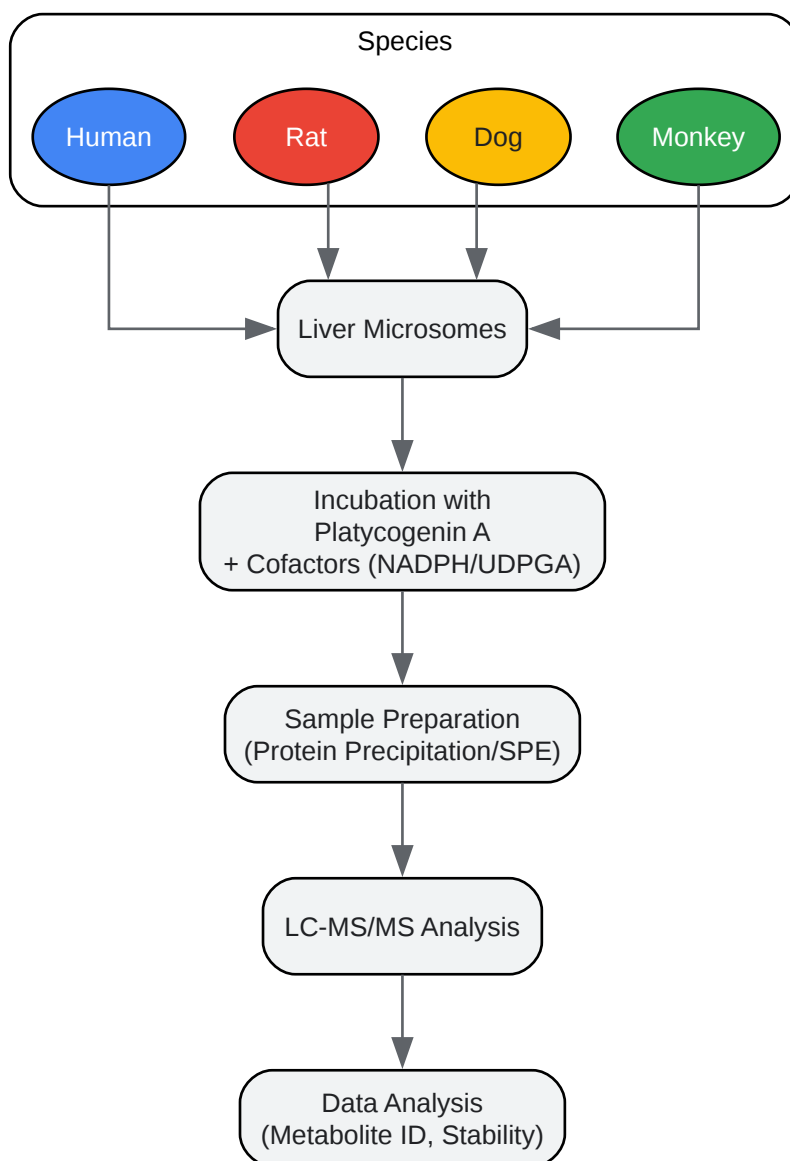 Species
Human
Rat
Dog
Monkey
Liver Microsomes
Incubation with
Platycogenin A
+ Cofactors (NADPH/UDPGA)
Sample Preparation
(Protein Precipitation/SPE)
LC-MS/MS Analysis
Data Analysis
(Metabolite ID, Stability)